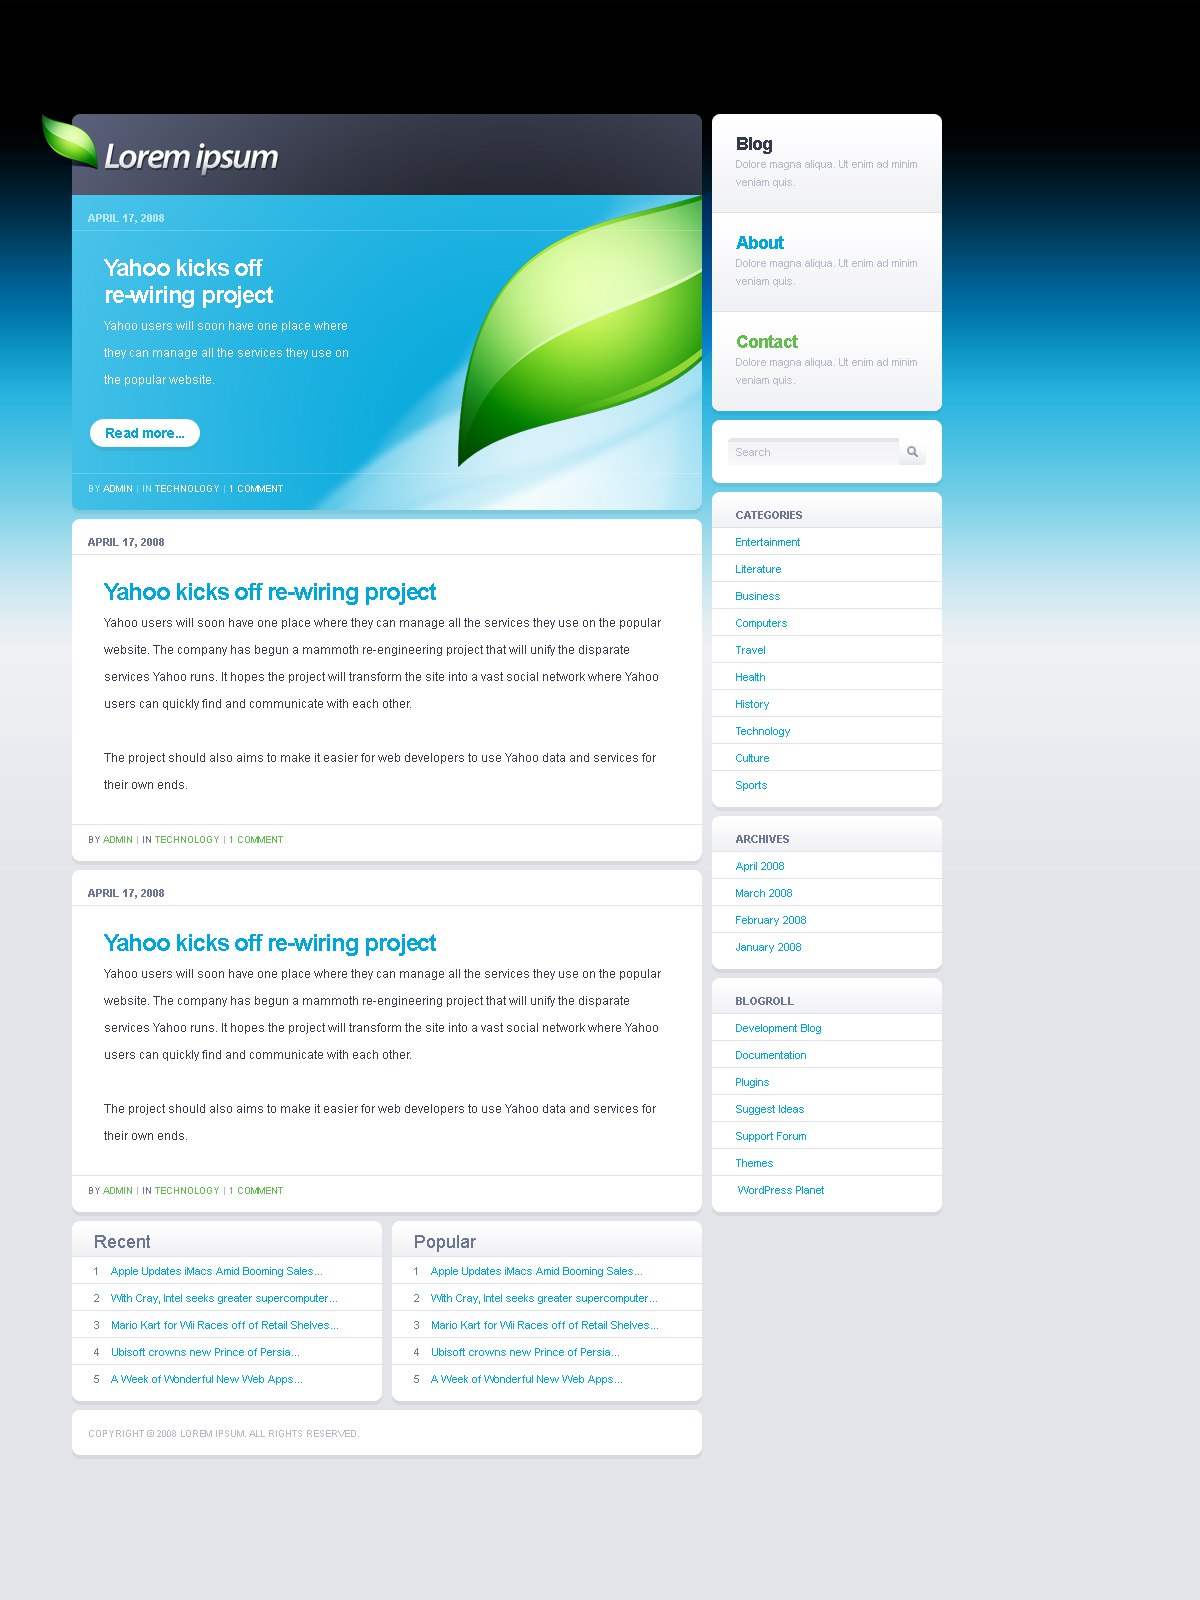 Lorem ipsum
APRIL 17, 2008
Yahoo kicks off
re-wiring project
Yahoo users will soon have one place where
they can manage all the services they use on
the popular website.
Read more...
BY ADMIN | IN TECHNOLOGY | 1 COMMENT
APRIL 17, 2008
Yahoo kicks off re-wiring project
Yahoo users will soon have one place where they can manage all the services they use on the popular
website. The company has begun a mammoth re-engineering project that will unify the disparate
services Yahoo runs. It hopes the project will transform the site into a vast social network where Yahoo
users can quickly find and communicate with each other.
The project should also aims to make it easier for web developers to use Yahoo data and services for
their own ends.
BY ADMIN | IN TECHNOLOGY | 1 COMMENT
APRIL 17, 2008
Yahoo kicks off re-wiring project
Yahoo users will soon have one place where they can manage all the services they use on the popular
website. The company has begun a mammoth re-engineering project that will unify the disparate
services Yahoo runs. It hopes the project will transform the site into a vast social network where Yahoo
users can quickly find and communicate with each other.
The project should also aims to make it easier for web developers to use Yahoo data and services for
their own ends.
BY ADMIN | IN TECHNOLOGY | 1 COMMENT
Recent
1 Apple Updates iMacs Amid Booming Sales...
2 With Cray, Intel seeks greater supercomputer...
3 Mario Kart for Wii Races off of Retail Shelves...
4 Ubisoft crowns new Prince of Persia...
5 A Week of Wonderful New Web Apps...
Popular
1 Apple Updates iMacs Amid Booming Sales...
2 With Cray, Intel seeks greater supercomputer...
3 Mario Kart for Wii Races off of Retail Shelves...
4 Ubisoft crowns new Prince of Persia...
5 A Week of Wonderful New Web Apps...
COPYRIGHT © 2008 LOREM IPSUM. ALL RIGHTS RESERVED.
Blog
Dolore magna aliqua. Ut enim ad minim
veniam quis.
About
Dolore magna aliqua. Ut enim ad minim
veniam quis.
Contact
Dolore magna aliqua. Ut enim ad minim
veniam quis.
Search
CATEGORIES
Entertainment
Literature
Business
Computers
Travel
Health
History
Technology
Culture
Sports
ARCHIVES
April 2008
March 2008
February 2008
January 2008
BLOGROLL
Development Blog
Documentation
Plugins
Suggest Ideas
Support Forum
Themes
WordPress Planet